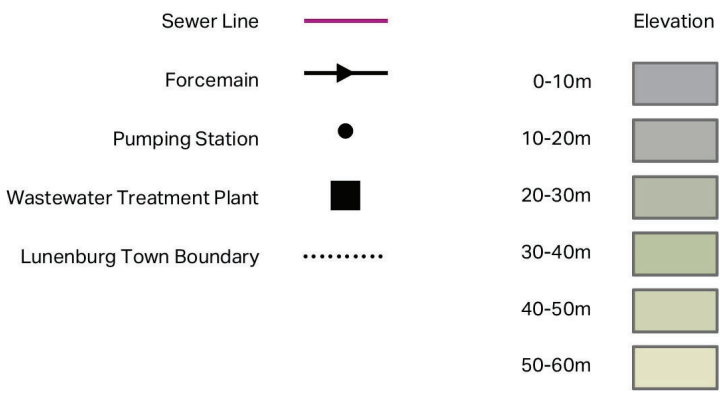 Sewer Line
Forcemain
Pumping Station
Wastewater Treatment Plant
Lunenburg Town Boundary
Elevation
0-10m
10-20m
20-30m
30-40m
40-50m
50-60m